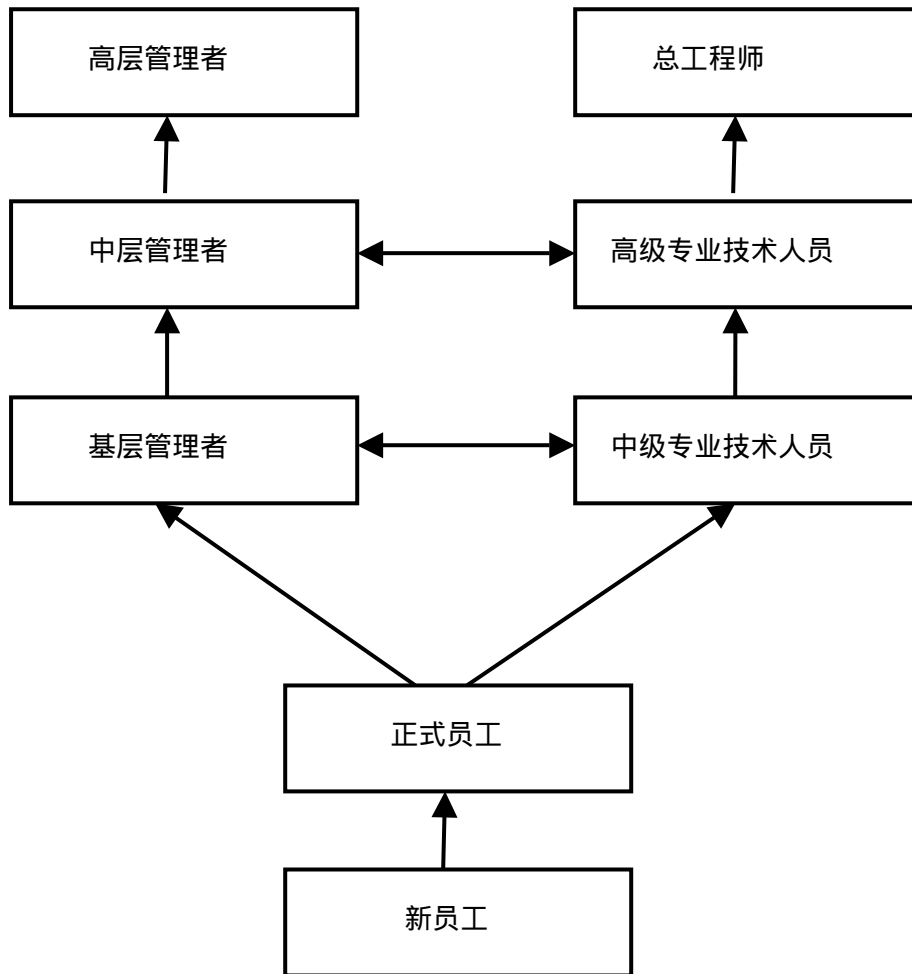 高层管理者
总工程师
中层管理者
高级专业技术人员
基层管理者
中级专业技术人员
正式员工
新员工